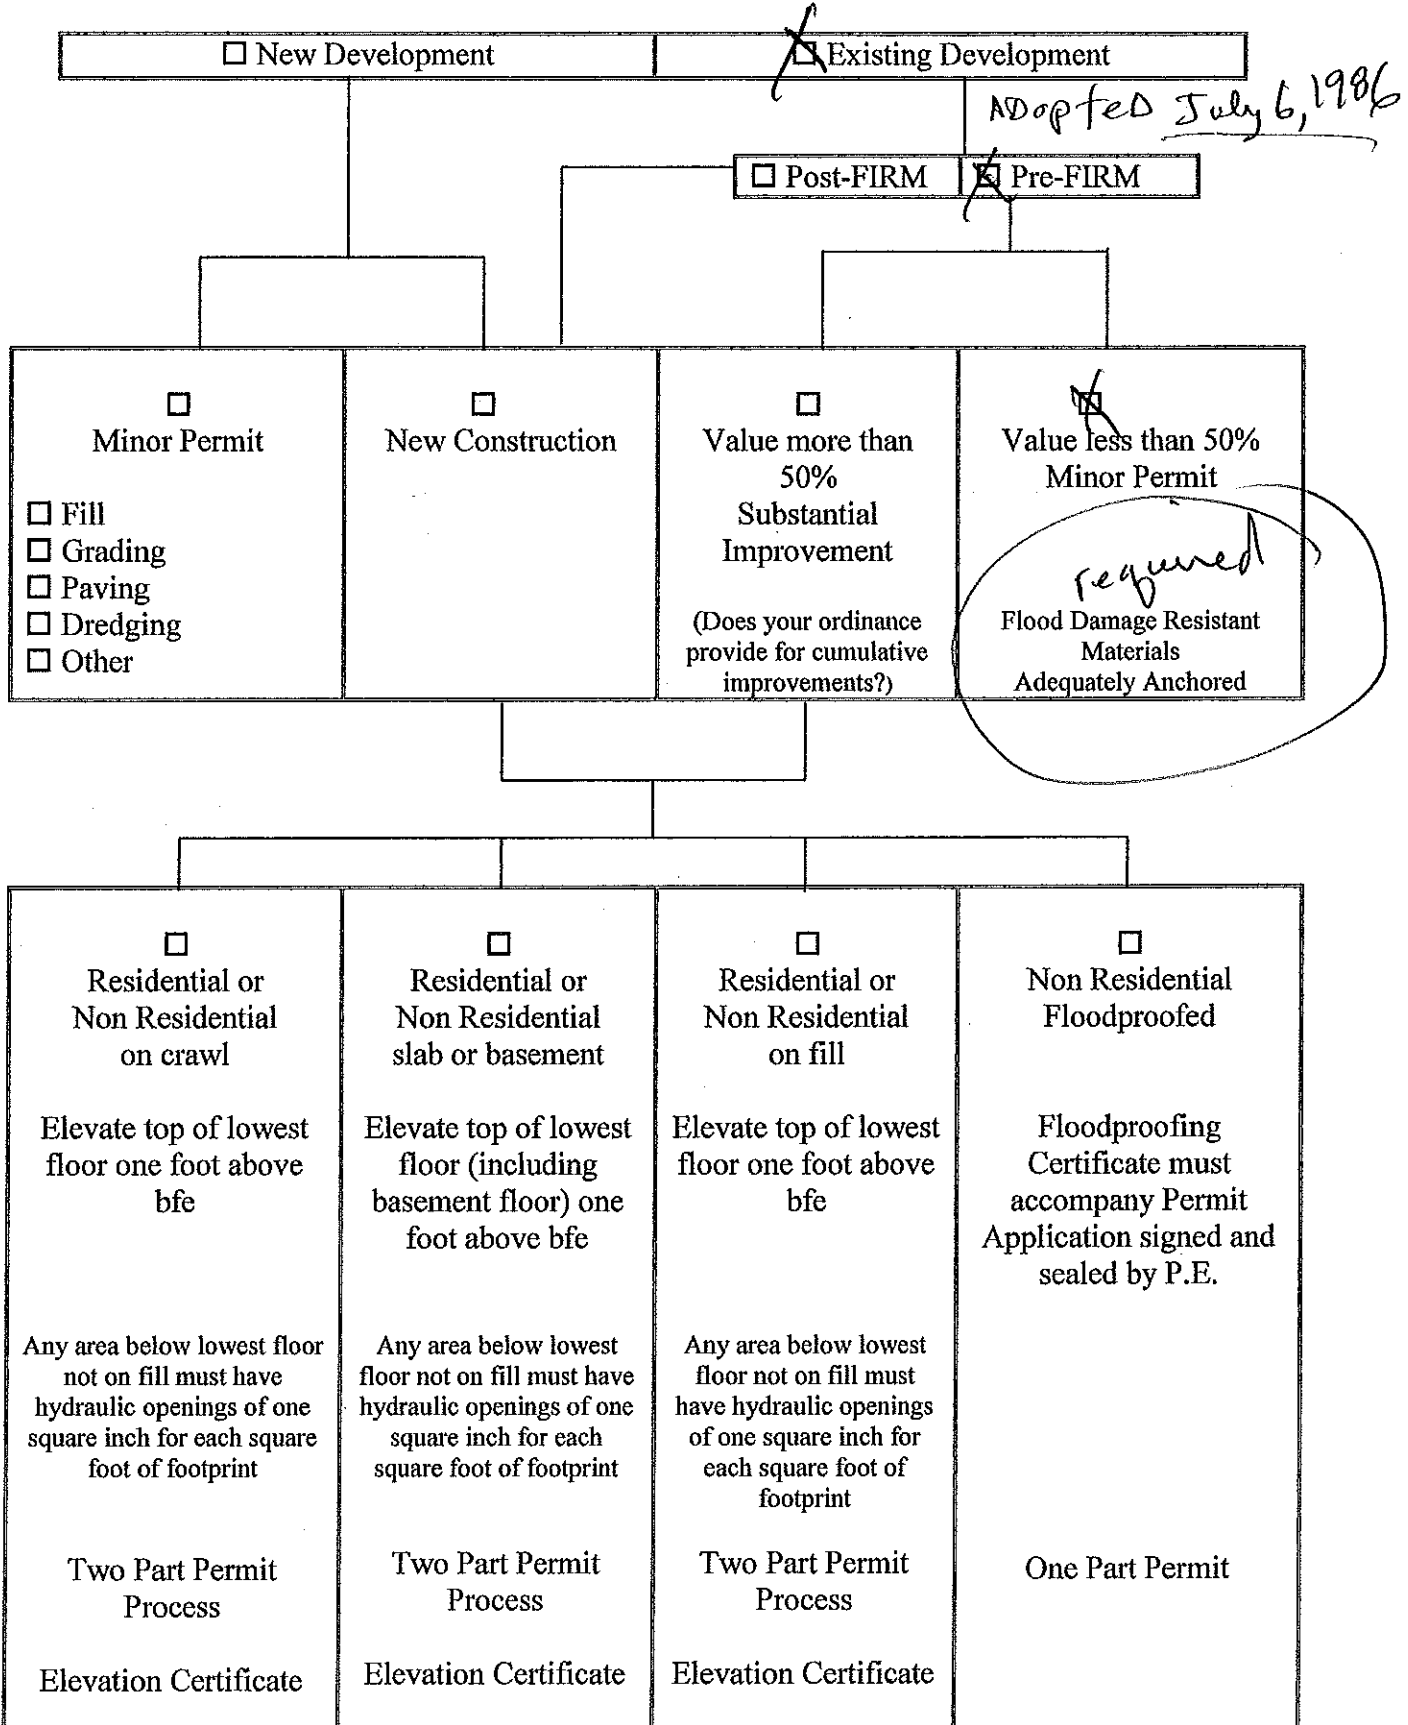 ☐ New Development
☒ Existing Development
Adopted July 6, 1986
☐ Post-FIRM
☒ Pre-FIRM
☐
Minor Permit
☐ Fill
☐ Grading
☐ Paving
☐ Dredging
☐ Other
☐
New Construction
☐
Value more than
50%
Substantial
Improvement
(Does your ordinance
provide for cumulative
improvements?)
☒
Value less than 50%
Minor Permit
required
Flood Damage Resistant
Materials
Adequately Anchored
☐
Residential or
Non Residential
on crawl
Elevate top of lowest
floor one foot above
bfe
Any area below lowest floor
not on fill must have
hydraulic openings of one
square inch for each square
foot of footprint
Two Part Permit
Process
Elevation Certificate
☐
Residential or
Non Residential
slab or basement
Elevate top of lowest
floor (including
basement floor) one
foot above bfe
Any area below lowest
floor not on fill must have
hydraulic openings of one
square inch for each
square foot of footprint
Two Part Permit
Process
Elevation Certificate
☐
Residential or
Non Residential
on fill
Elevate top of lowest
floor one foot above
bfe
Any area below lowest
floor not on fill must
have hydraulic openings
of one square inch for
each square foot of
footprint
Two Part Permit
Process
Elevation Certificate
☐
Non Residential
Floodproofed
Floodproofing
Certificate must
accompany Permit
Application signed and
sealed by P.E.
One Part Permit